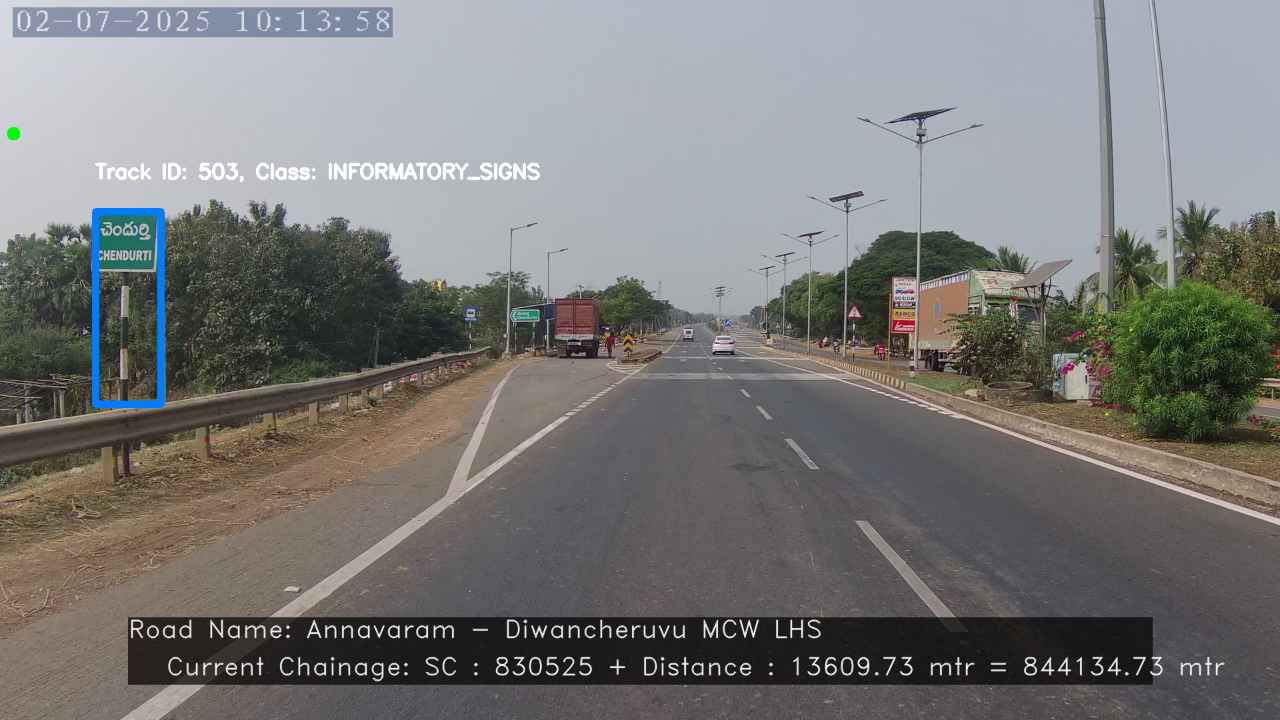 02-07-2025 10:13:58
Track ID: 503, Class: INFORMATORY_SIGNS
చెందుర్తి
CHENDURTI
Road Name: Annavaram - Diwancheruvu MCW LHS
Current Chainage: SC : 830525 + Distance : 13609.73 mtr = 844134.73 mtr